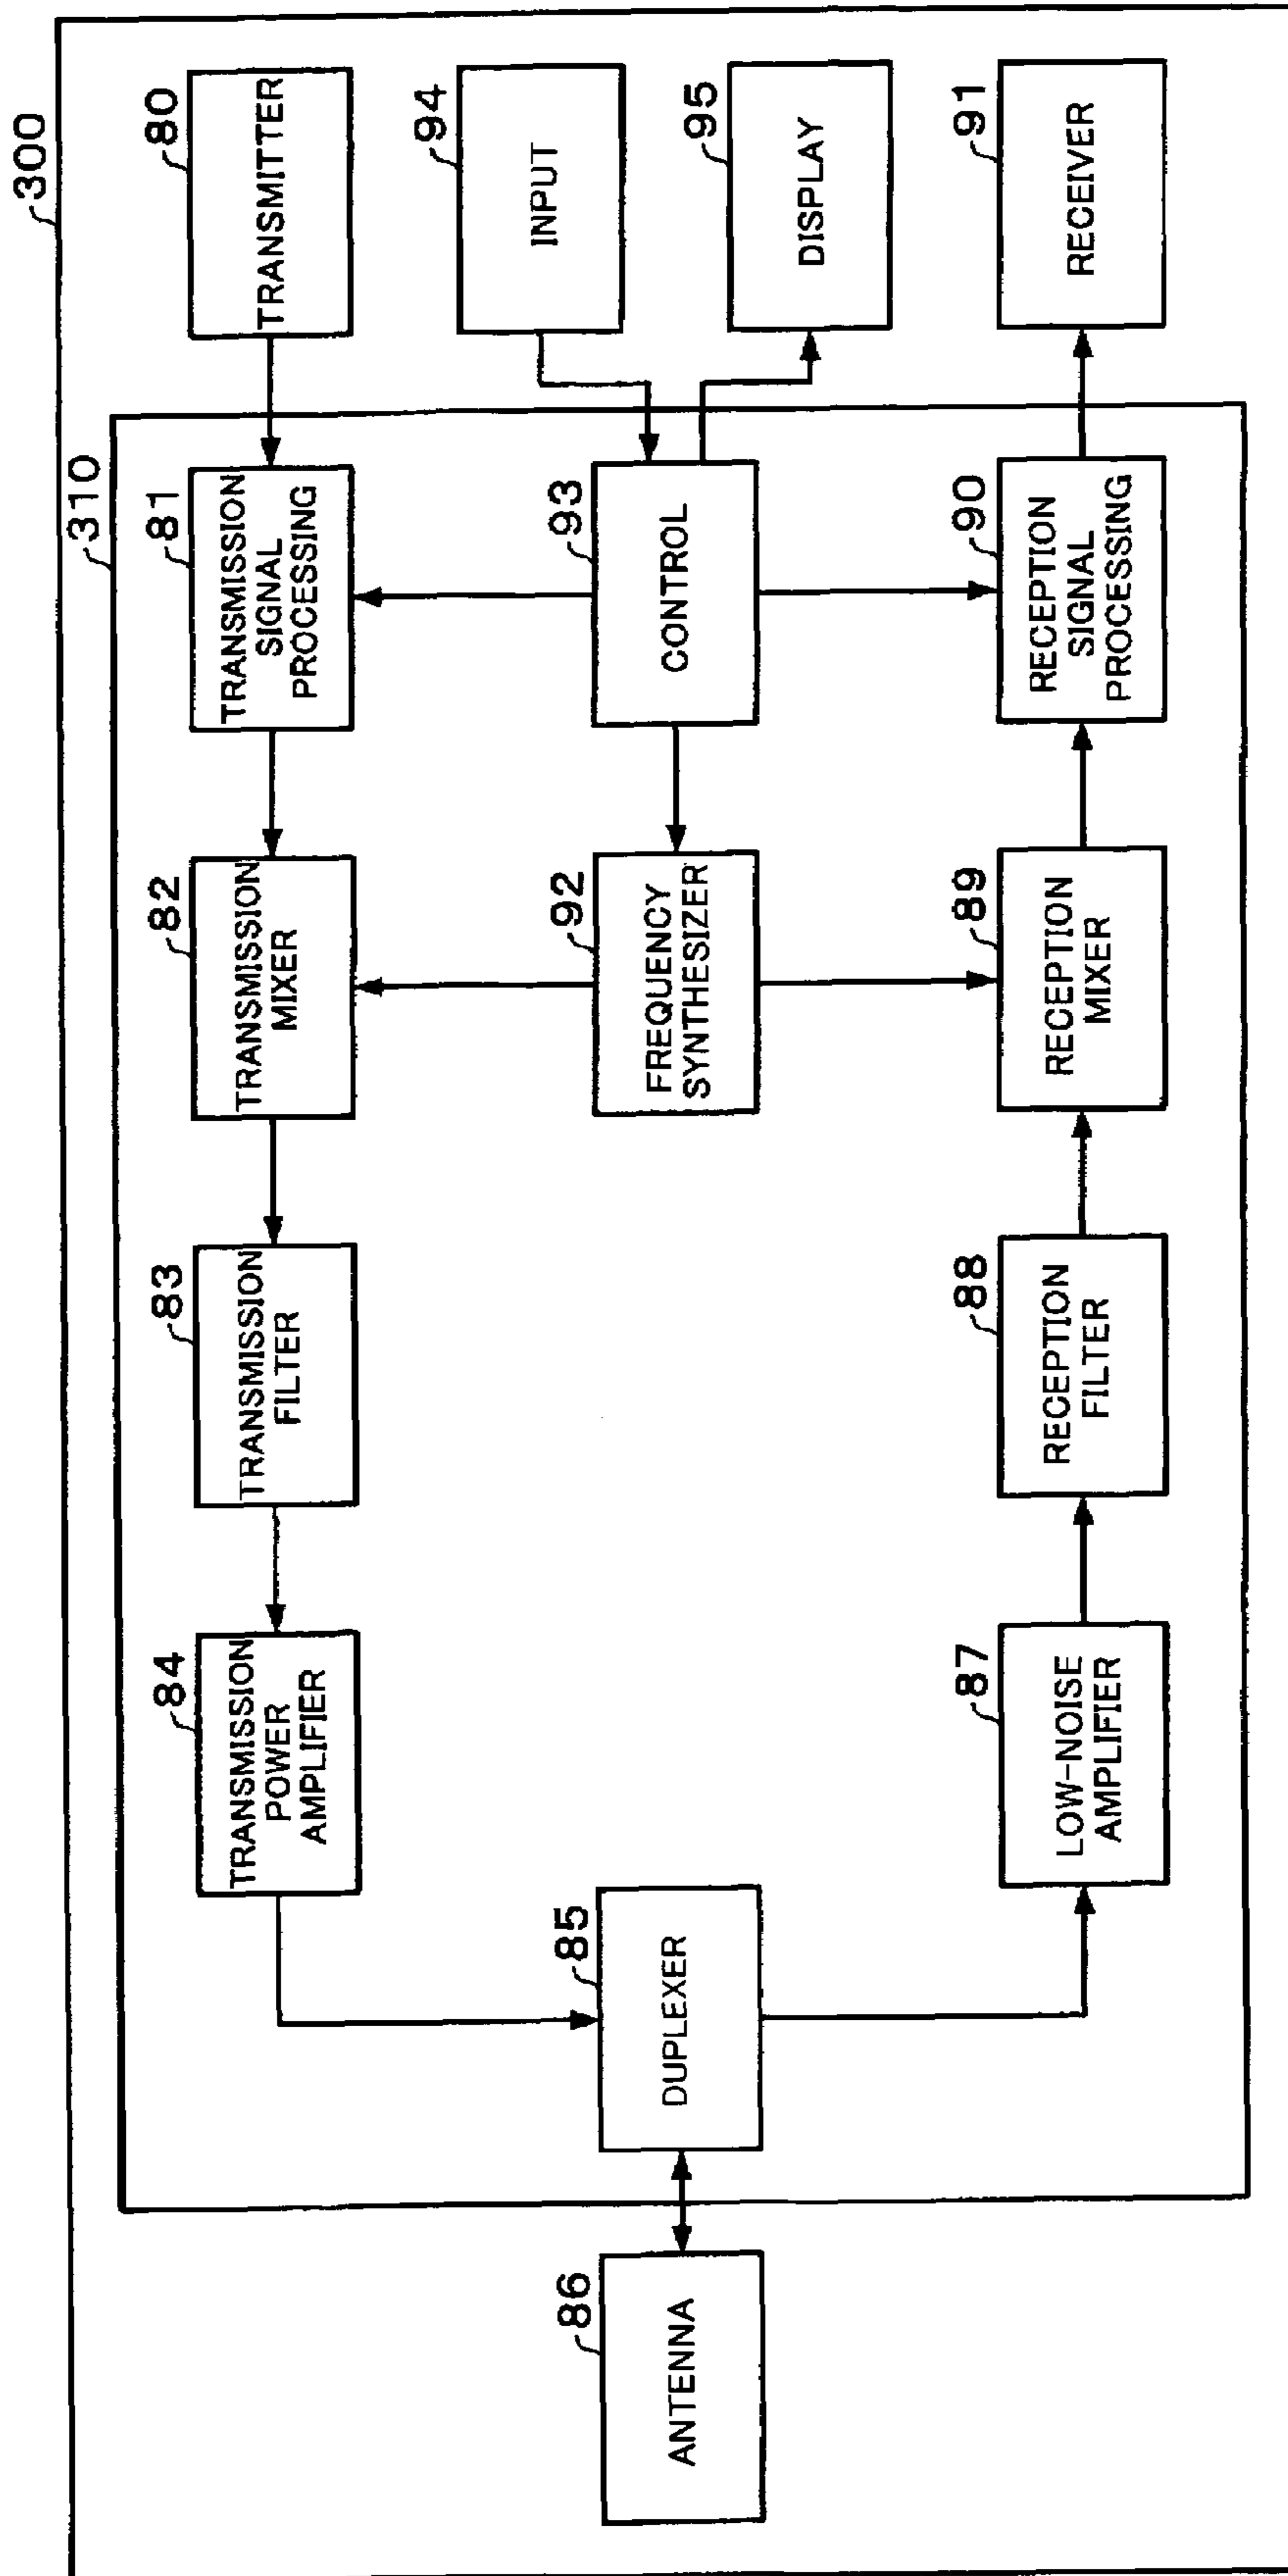 300
310
80
TRANSMITTER
81
TRANSMISSION
SIGNAL
PROCESSING
82
TRANSMISSION
MIXER
83
TRANSMISSION
FILTER
84
TRANSMISSION
POWER
AMPLIFIER
94
INPUT
95
DISPLAY
93
CONTROL
92
FREQUENCY
SYNTHESIZER
85
DUPLEXER
86
ANTENNA
91
RECEIVER
90
RECEPTION
SIGNAL
PROCESSING
89
RECEPTION
MIXER
88
RECEPTION
FILTER
87
LOW-NOISE
AMPLIFIER